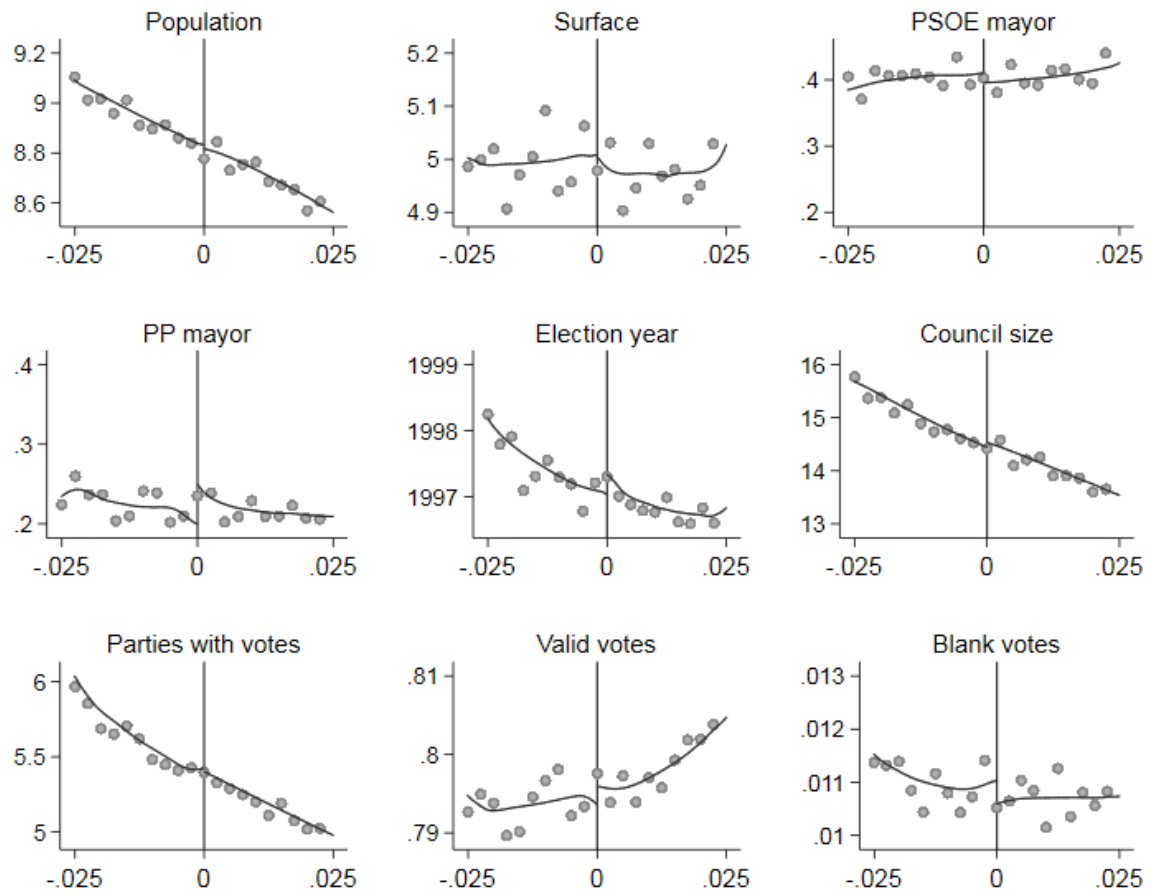 Population
9.2
9
8.8
8.6
-.025 0 .025
Surface
5.2
5.1
5
4.9
-.025 0 .025
PSOE mayor
.4
.3
.2
-.025 0 .025
PP mayor
.4
.3
.2
-.025 0 .025
Election year
1999
1998
1997
-.025 0 .025
Council size
16
15
14
13
-.025 0 .025
Parties with votes
6
5.5
5
-.025 0 .025
Valid votes
.81
.8
.79
-.025 0 .025
Blank votes
.013
.012
.011
.01
-.025 0 .025